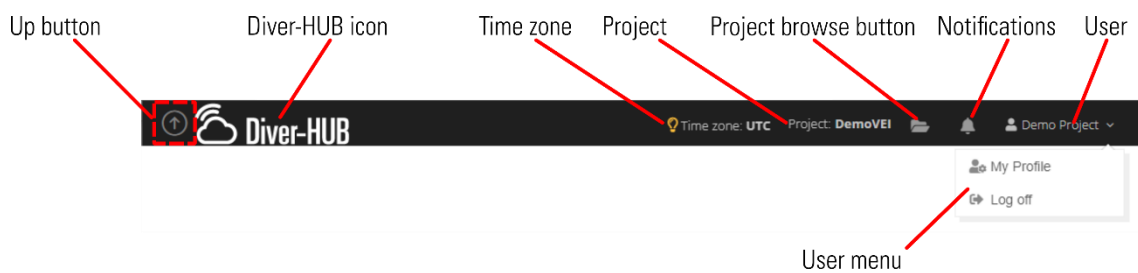 Up button
Diver-HUB icon
Time zone
Project
Project browse button
Notifications
User
Diver-HUB
Time zone: UTC
Project: DemoVEI
Demo Project
My Profile
Log off
User menu